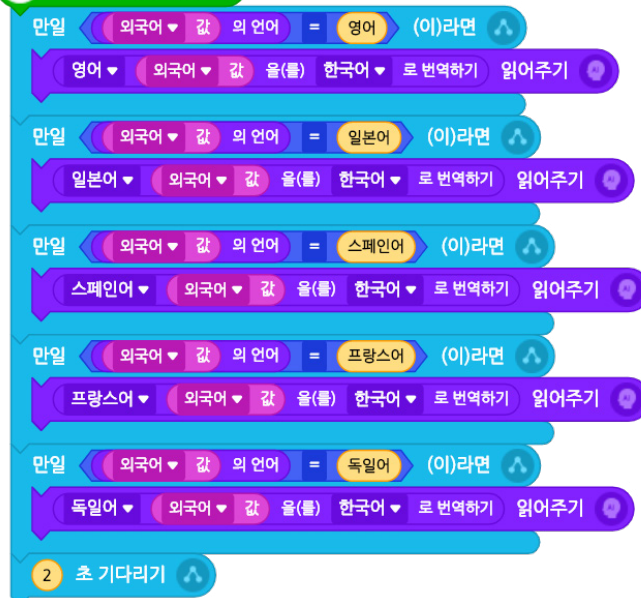 만일 외국어 값 의 언어 = 영어 (이)라면
영어 외국어 값 을(를) 한국어 로 번역하기 읽어주기
만일 외국어 값 의 언어 = 일본어 (이)라면
일본어 외국어 값 을(를) 한국어 로 번역하기 읽어주기
만일 외국어 값 의 언어 = 스페인어 (이)라면
스페인어 외국어 값 을(를) 한국어 로 번역하기 읽어주기
만일 외국어 값 의 언어 = 프랑스어 (이)라면
프랑스어 외국어 값 을(를) 한국어 로 번역하기 읽어주기
만일 외국어 값 의 언어 = 독일어 (이)라면
독일어 외국어 값 을(를) 한국어 로 번역하기 읽어주기
2 초 기다리기